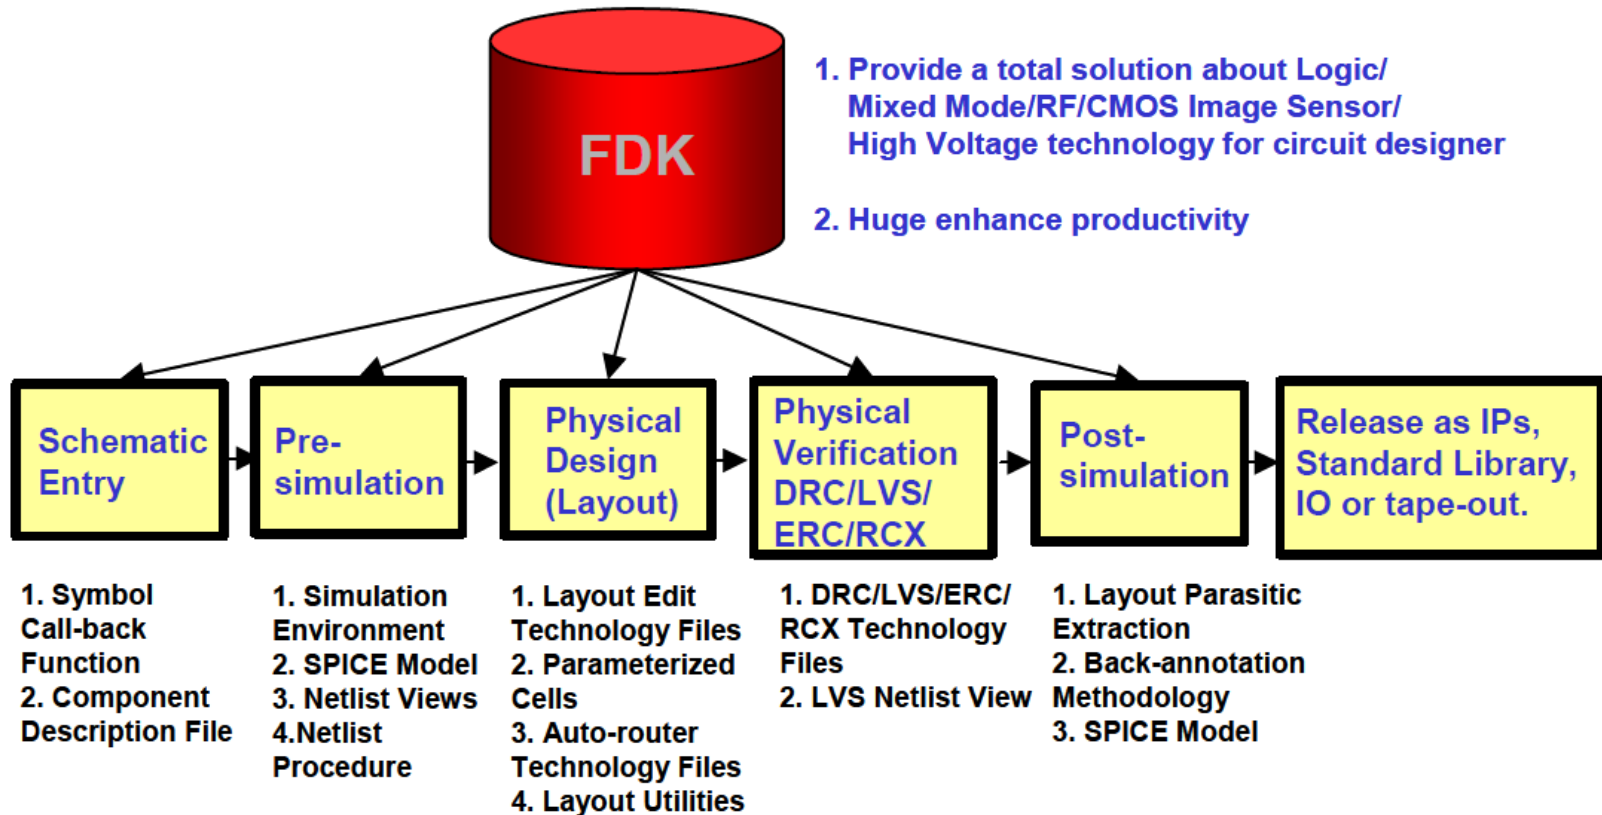 FDK
1. Provide a total solution about Logic/
Mixed Mode/RF/CMOS Image Sensor/
High Voltage technology for circuit designer
2. Huge enhance productivity
Schematic
Entry
Pre-
simulation
Physical
Design
(Layout)
Physical
Verification
DRC/LVS/
ERC/RCX
Post-
simulation
Release as IPs,
Standard Library,
IO or tape-out.
1. Symbol
Call-back
Function
2. Component
Description File
1. Simulation
Environment
2. SPICE Model
3. Netlist Views
4.Netlist
Procedure
1. Layout Edit
Technology Files
2. Parameterized
Cells
3. Auto-router
Technology Files
4. Layout Utilities
1. DRC/LVS/ERC/
RCX Technology
Files
2. LVS Netlist View
1. Layout Parasitic
Extraction
2. Back-annotation
Methodology
3. SPICE Model